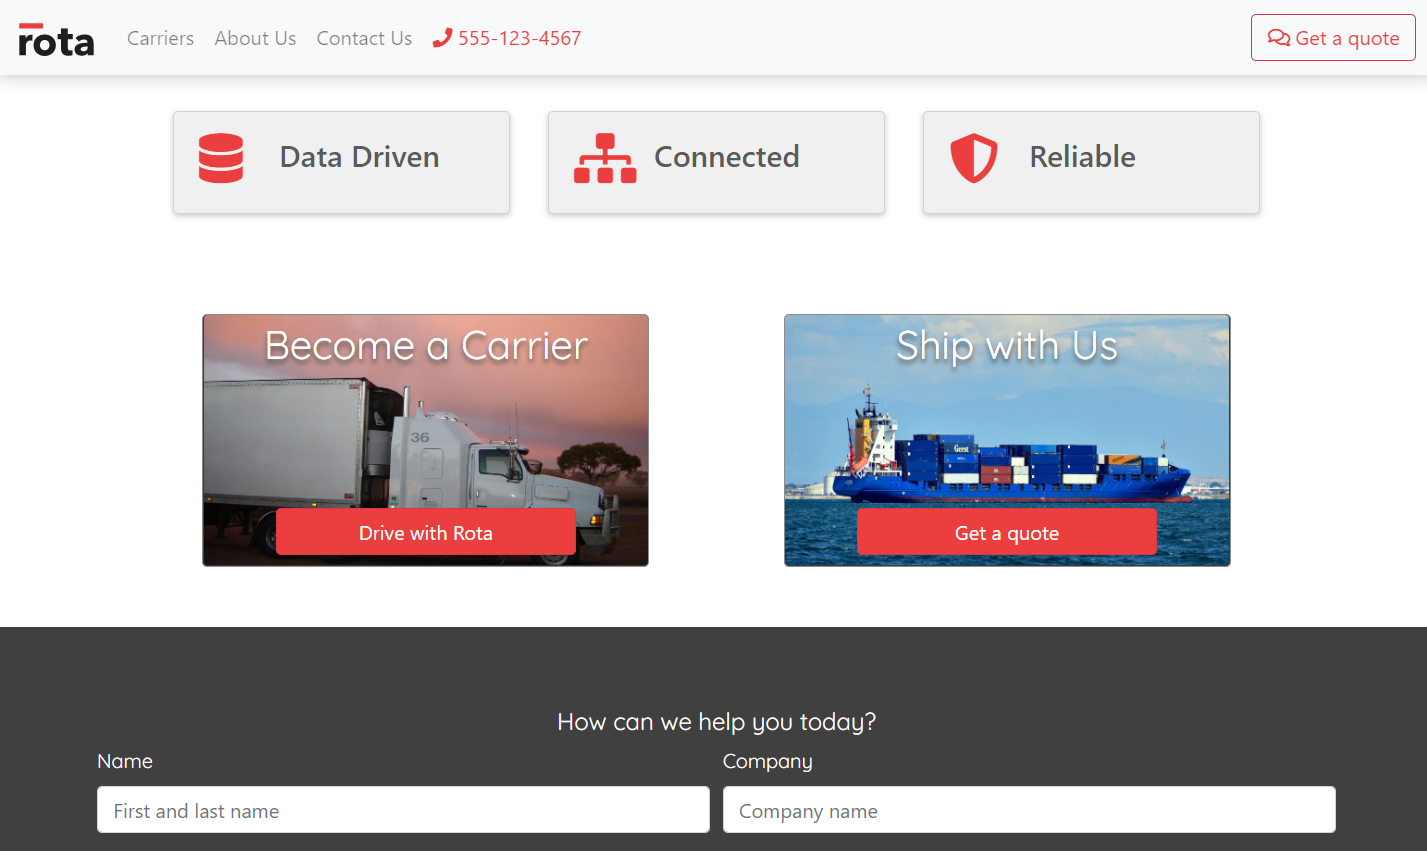 rota Carriers About Us Contact Us 555-123-4567 Get a quote
Data Driven Connected Reliable
Become a Carrier
36
Drive with Rota
Ship with Us
Geest
Get a quote
How can we help you today?
Name Company
First and last name Company name